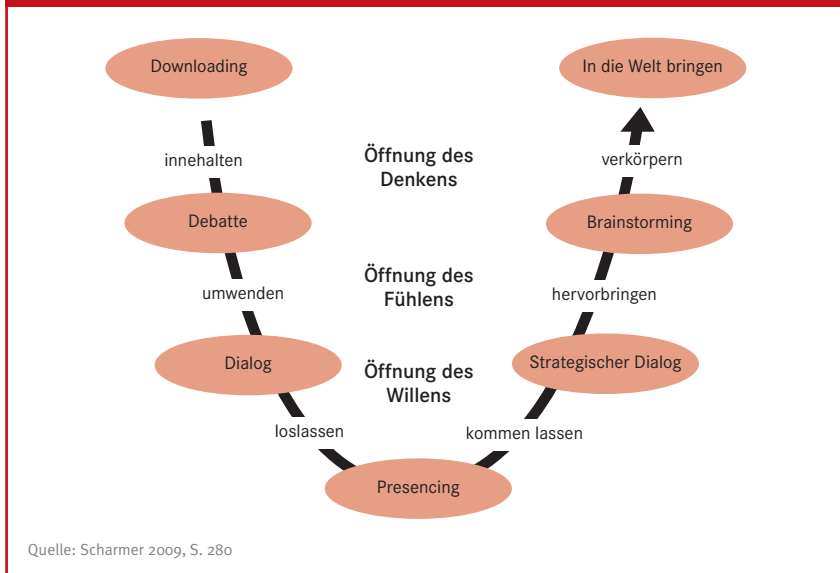 Downloading
In die Welt bringen
innehalten
Öffnung des
Denkens
verkörpern
Debatte
Brainstorming
umwenden
Öffnung des
Fühlens
hervorbringen
Dialog
Öffnung des
Willens
Strategischer Dialog
loslassen
kommen lassen
Presencing
Quelle: Scharmer 2009, S. 280